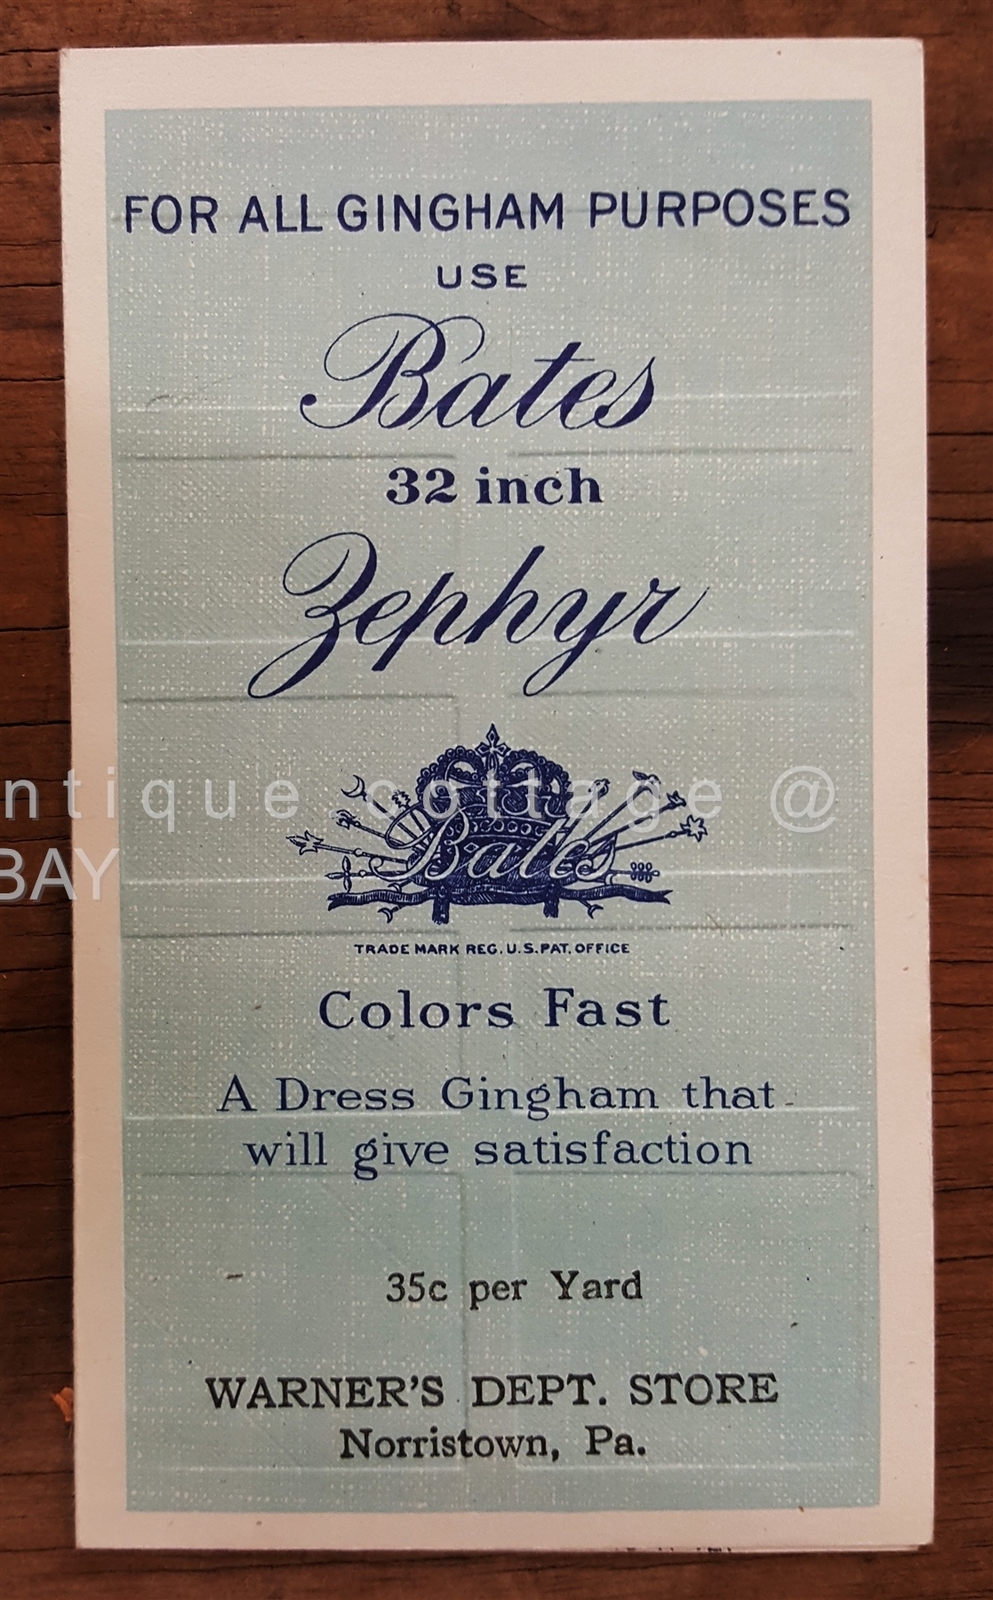 FOR ALL GINGHAM PURPOSES
USE
Bates
32 inch
Zephyr
ntique cottage @
BAY
Bates
TRADE MARK REG. U.S. PAT. OFFICE
Colors Fast
A Dress Gingham that
will give satisfaction
35c per Yard
WARNER'S DEPT. STORE
Norristown, Pa.